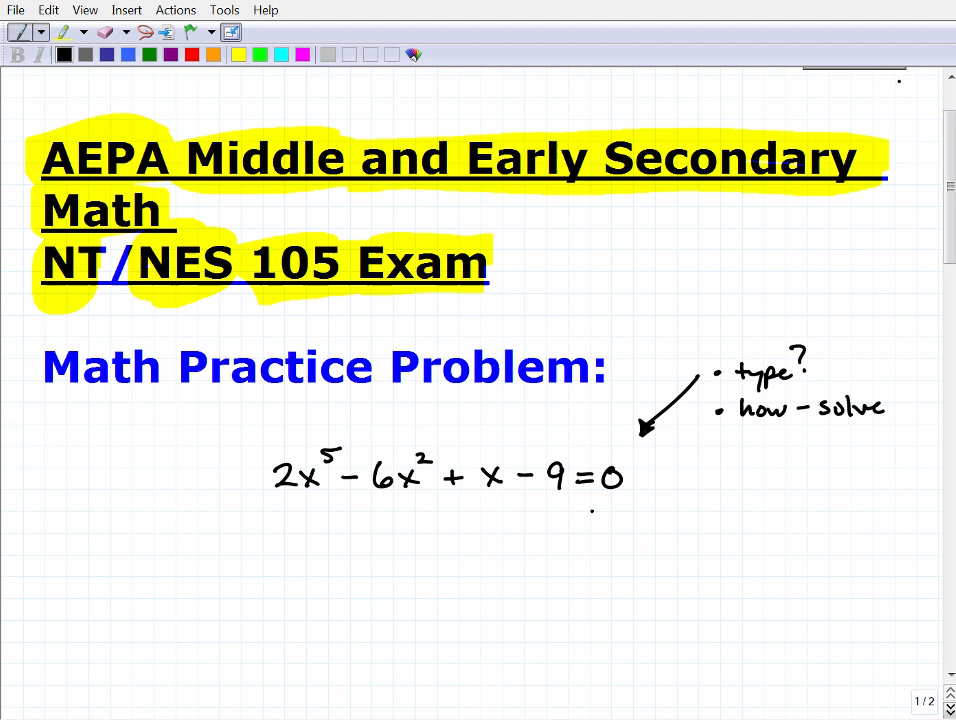 File Edit View Insert Actions Tools Help
B I
AEPA Middle and Early Secondary
Math
NT/NES 105 Exam
Math Practice Problem:
• type?
• how - solve
2x⁵ - 6x² + x - 9 = 0
1 / 2